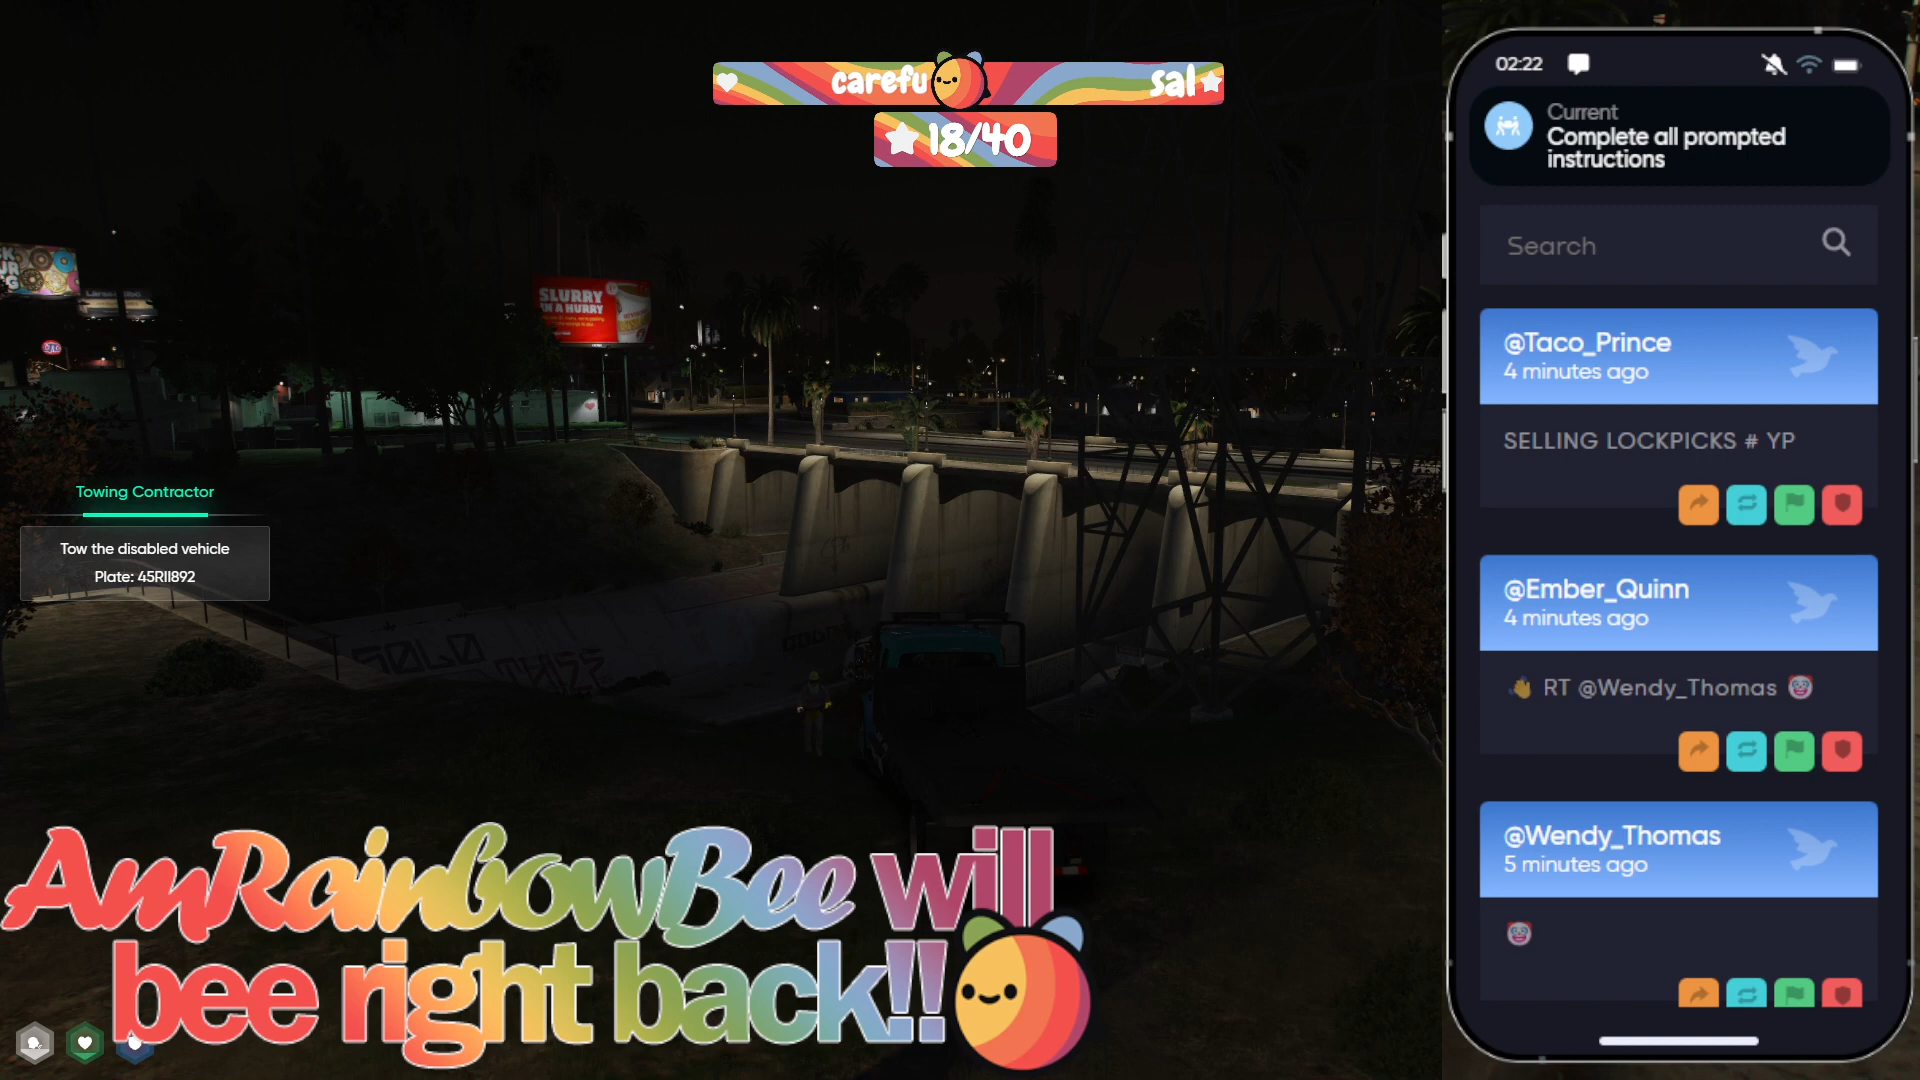 carefu
sal
18/40
SLURRY
IN A HURRY
Towing Contractor
Tow the disabled vehicle
Plate: 45RII892
SOLO
AmRainbowBee will
bee right back!!
02:22
Current
Complete all prompted
instructions
Search
@Taco_Prince
4 minutes ago
SELLING LOCKPICKS # YP
@Ember_Quinn
4 minutes ago
👋 RT @Wendy_Thomas 🤡
@Wendy_Thomas
5 minutes ago
🤡